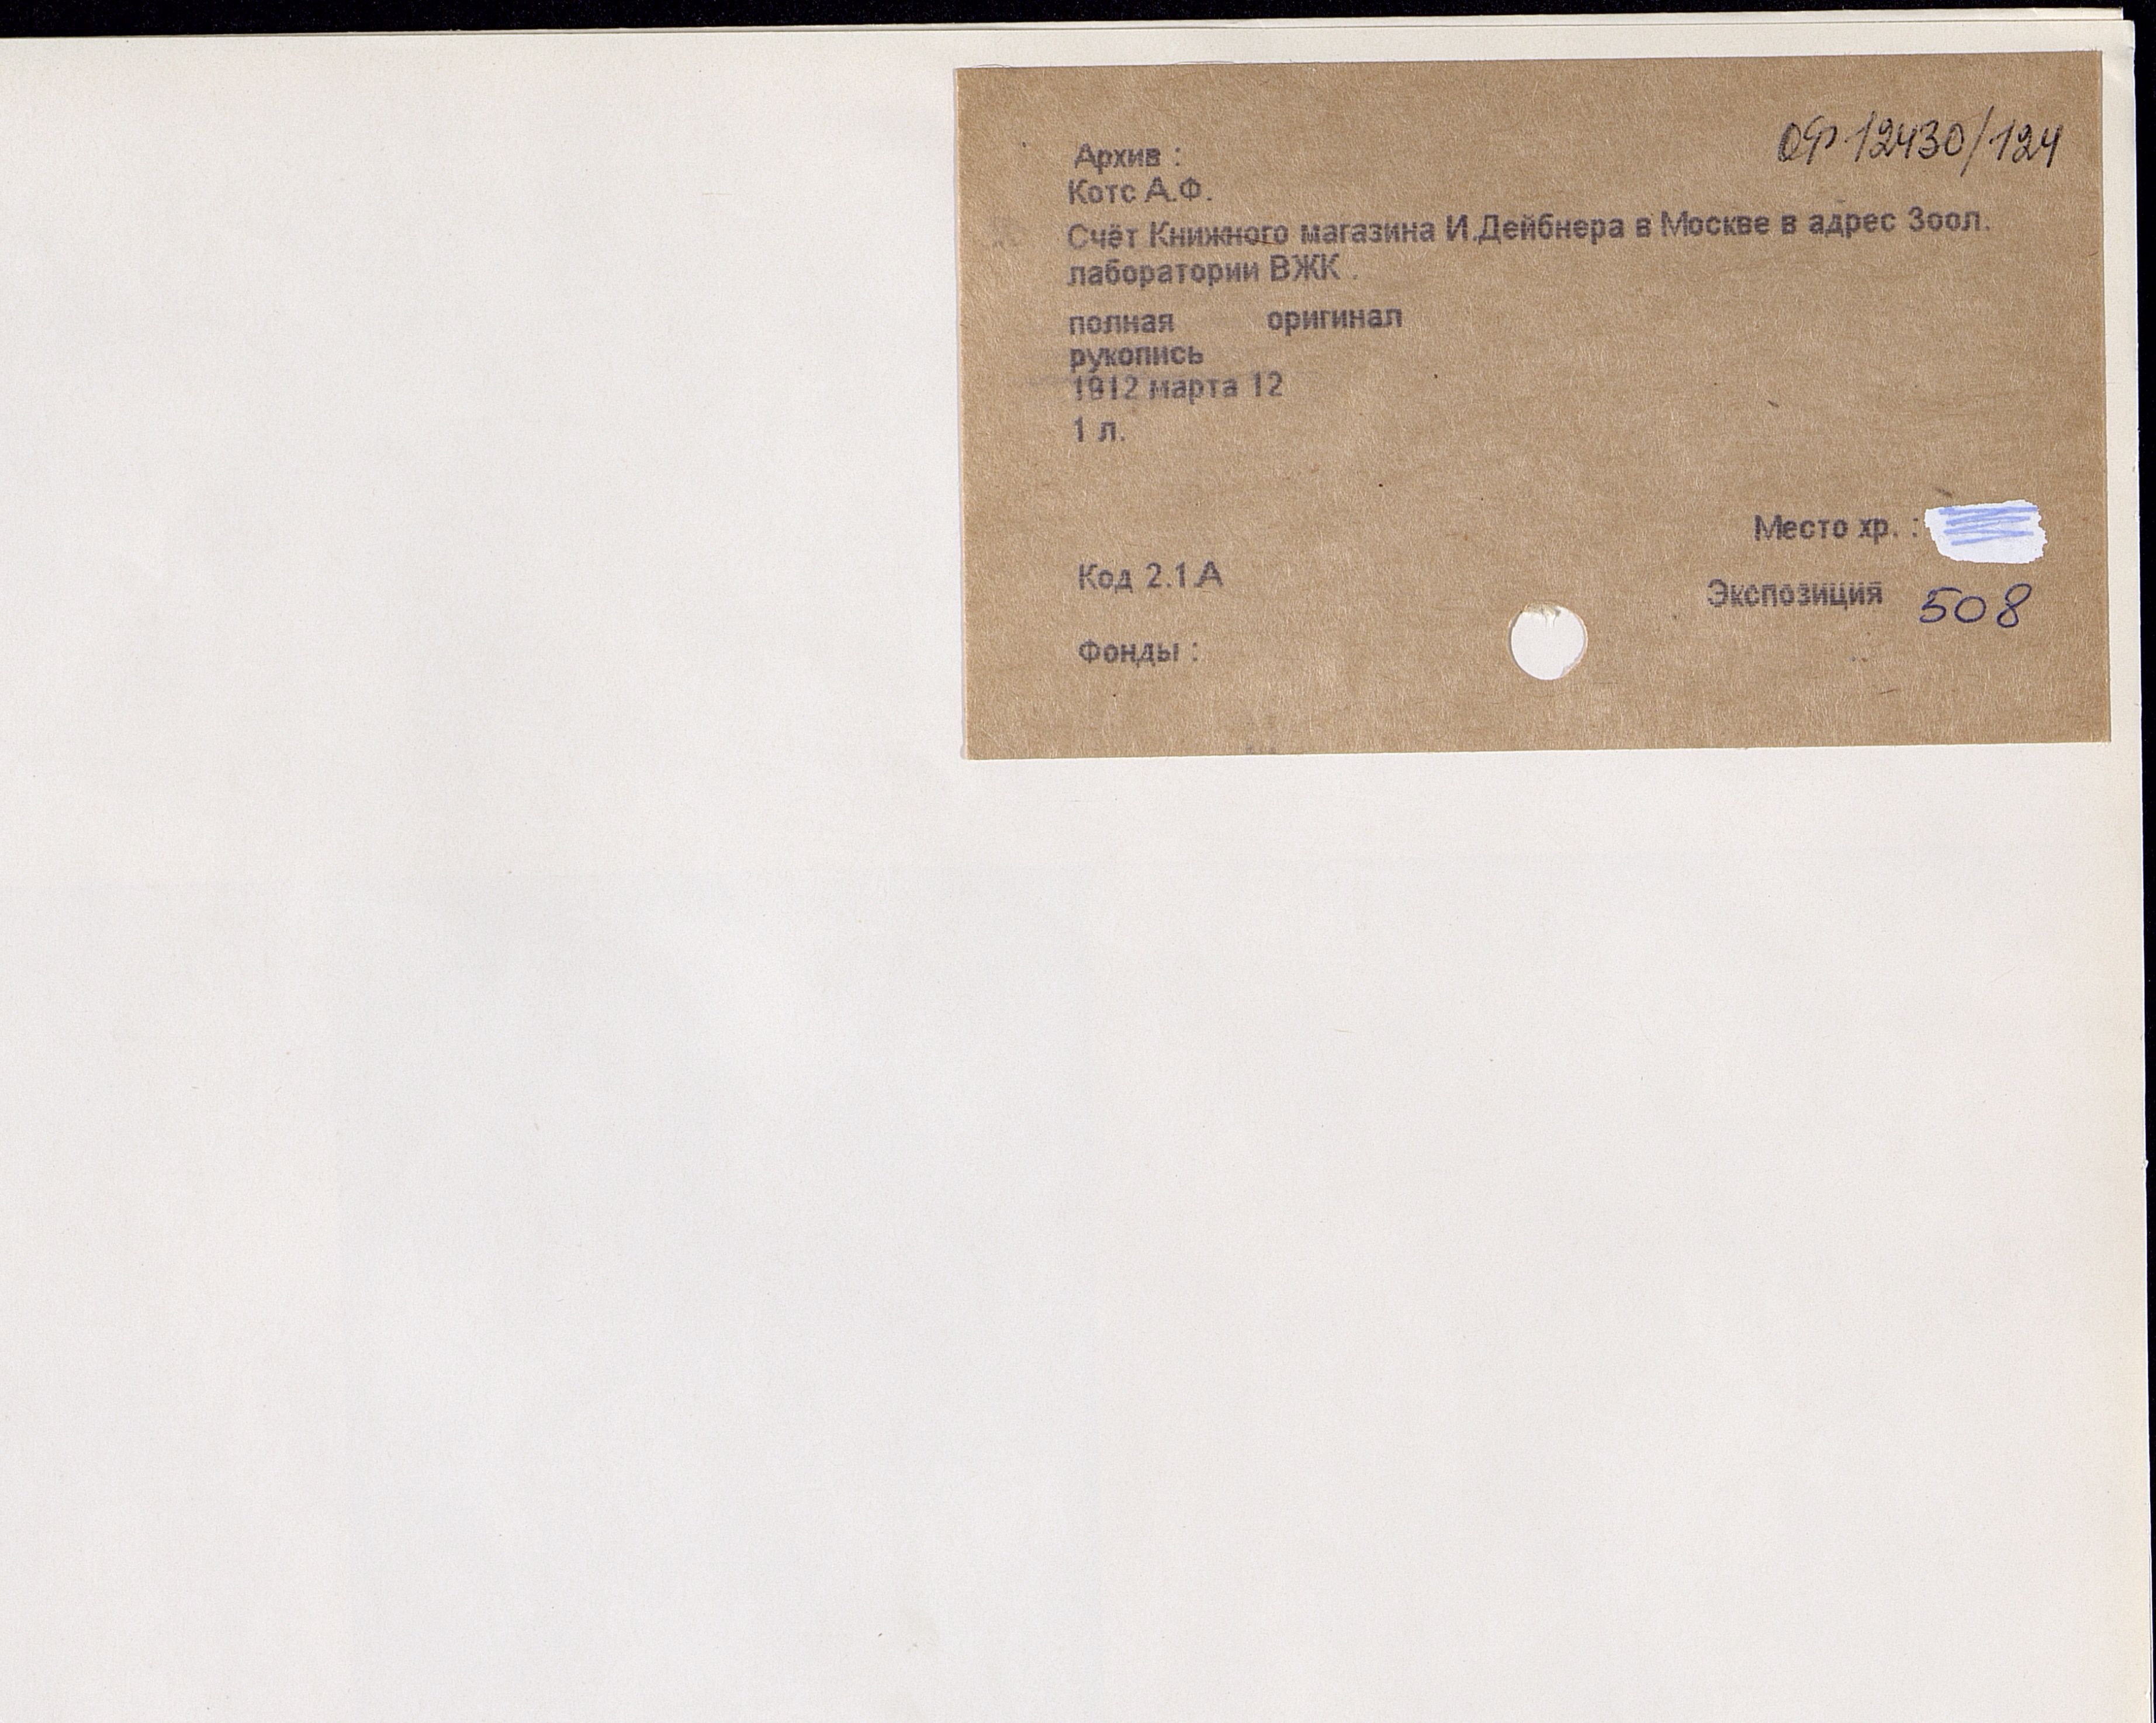 ОФ 12430/124
Архив :
Котс А.Ф.
Счёт Книжного магазина И.Дейбнера в Москве в адрес Зоол.
лаборатории ВЖК .
полная оригинал
рукопись
1912 марта 12
1 л.
Место хр. :
Код 2.1.А
Экспозиция 508
Фонды :